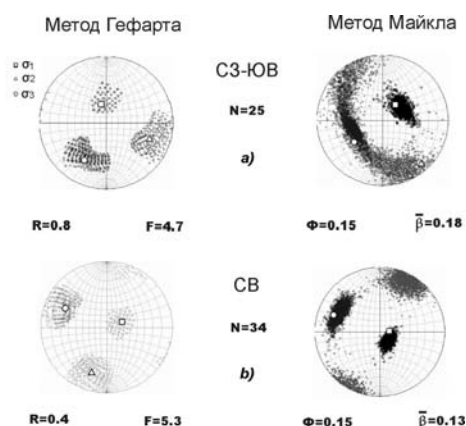 Метод Гефарта
Метод Майкла
σ1
σ2
σ3
СЗ-ЮВ
N=25
a)
R=0.8 F=4.7
Φ=0.15 β̅=0.18
СВ
N=34
b)
R=0.4 F=5.3
Φ=0.15 β̅=0.13